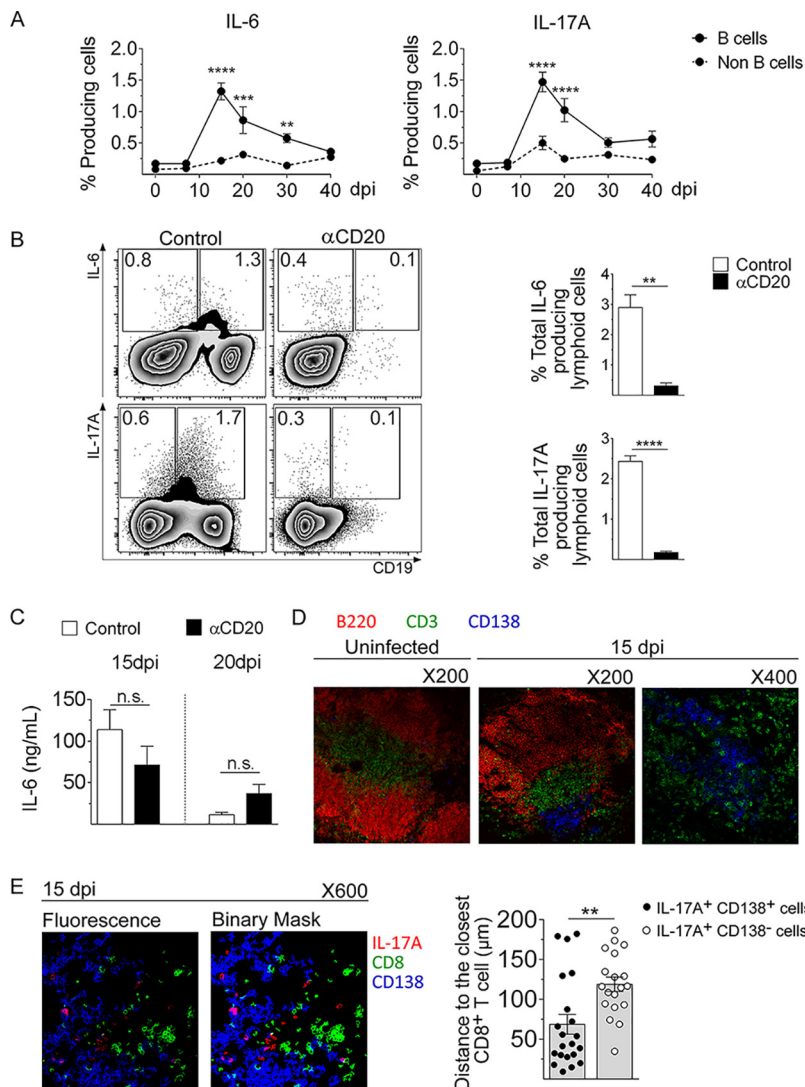 A
IL-6
IL-17A
% Producing cells
2.0
1.5
1.0
0.5
****
***
**
0 10 20 30 40 dpi
% Producing cells
2.0
1.5
1.0
0.5
****
****
0 10 20 30 40 dpi
B cells
Non B cells
B
Control
αCD20
IL-6
0.8
1.3
0.4
0.1
IL-17A
0.6
1.7
0.3
0.1
CD19
Control
αCD20
% Total IL-6
producing
lymphoid cells
4
3
2
1
**
% Total IL-17A
producing
lymphoid cells
2
1
****
C
Control
αCD20
15dpi
20dpi
IL-6 (ng/mL)
150
100
50
n.s.
n.s.
D
B220 CD3 CD138
Uninfected
15 dpi
X200
X200
X400
E
15 dpi
X600
Fluorescence
Binary Mask
IL-17A
CD8
CD138
Distance to the closest
CD8+ T cell (µm)
200
150
100
50
**
IL-17A+ CD138+ cells
IL-17A+ CD138- cells